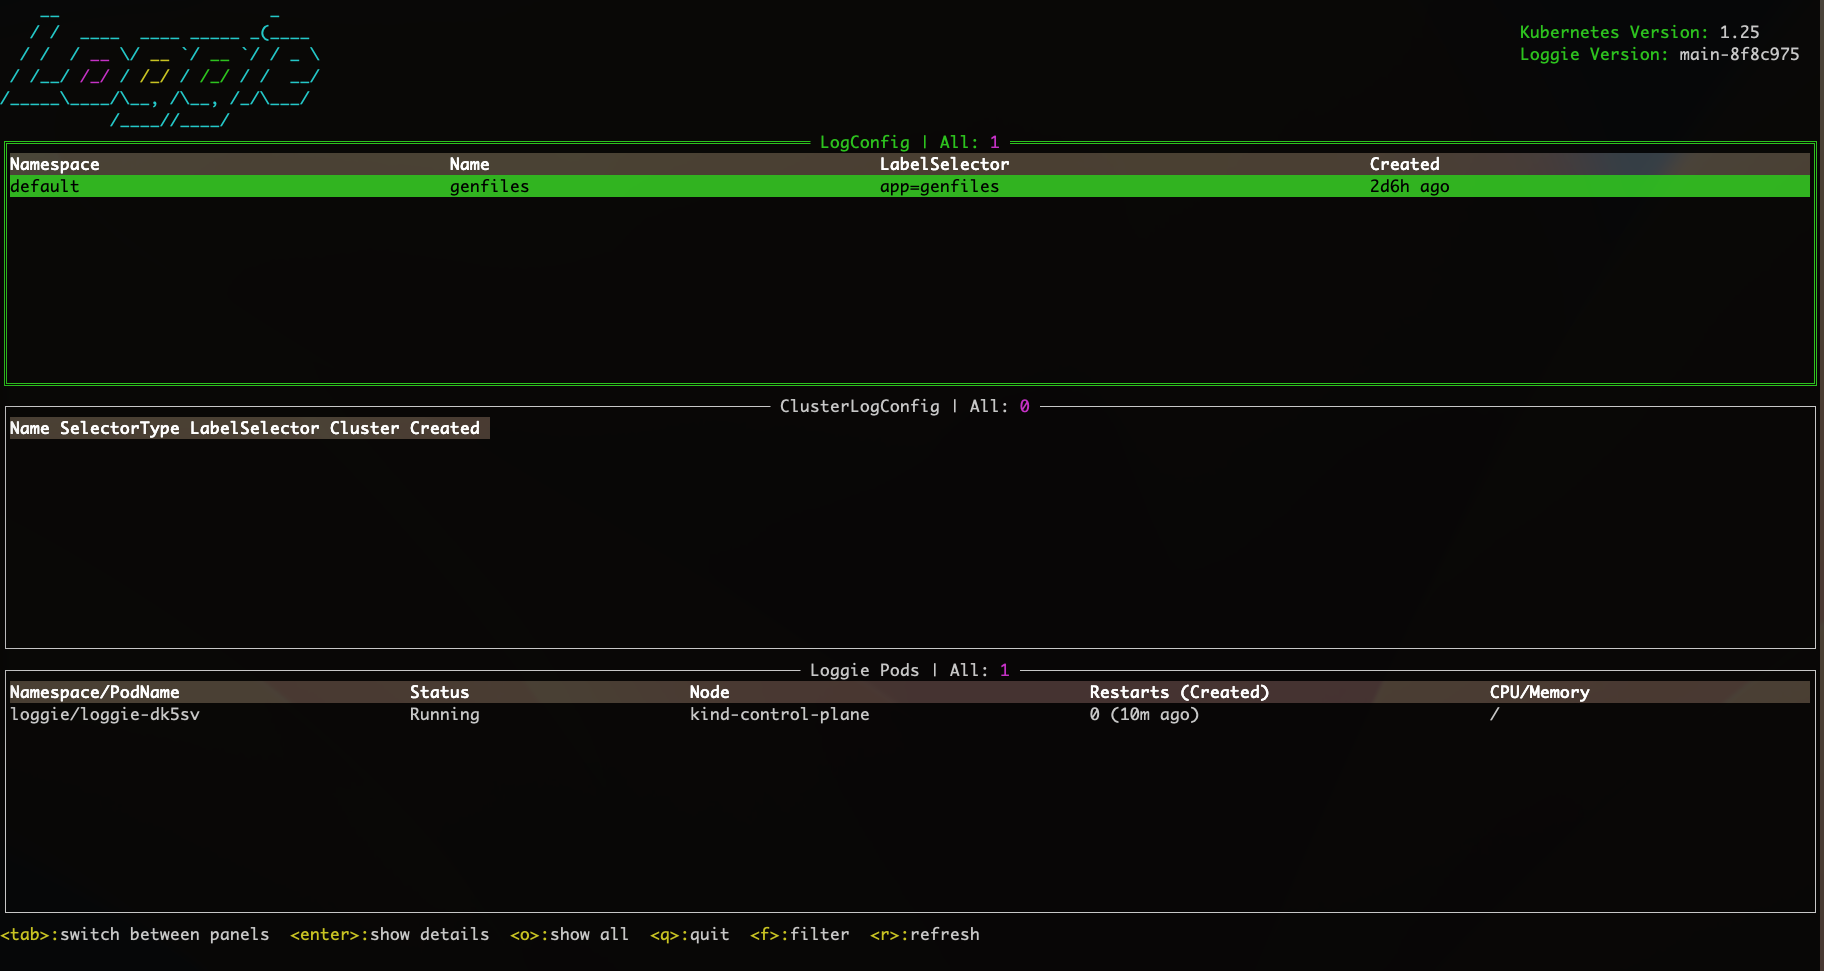 Loggie
Kubernetes Version: 1.25
Loggie Version: main-8f8c975
LogConfig | All: 1
Namespace Name LabelSelector Created
default genfiles app=genfiles 2d6h ago
ClusterLogConfig | All: 0
Name SelectorType LabelSelector Cluster Created
Loggie Pods | All: 1
Namespace/PodName Status Node Restarts (Created) CPU/Memory
loggie/loggie-dk5sv Running kind-control-plane 0 (10m ago) /
<tab>:switch between panels <enter>:show details <o>:show all <q>:quit <f>:filter <r>:refresh